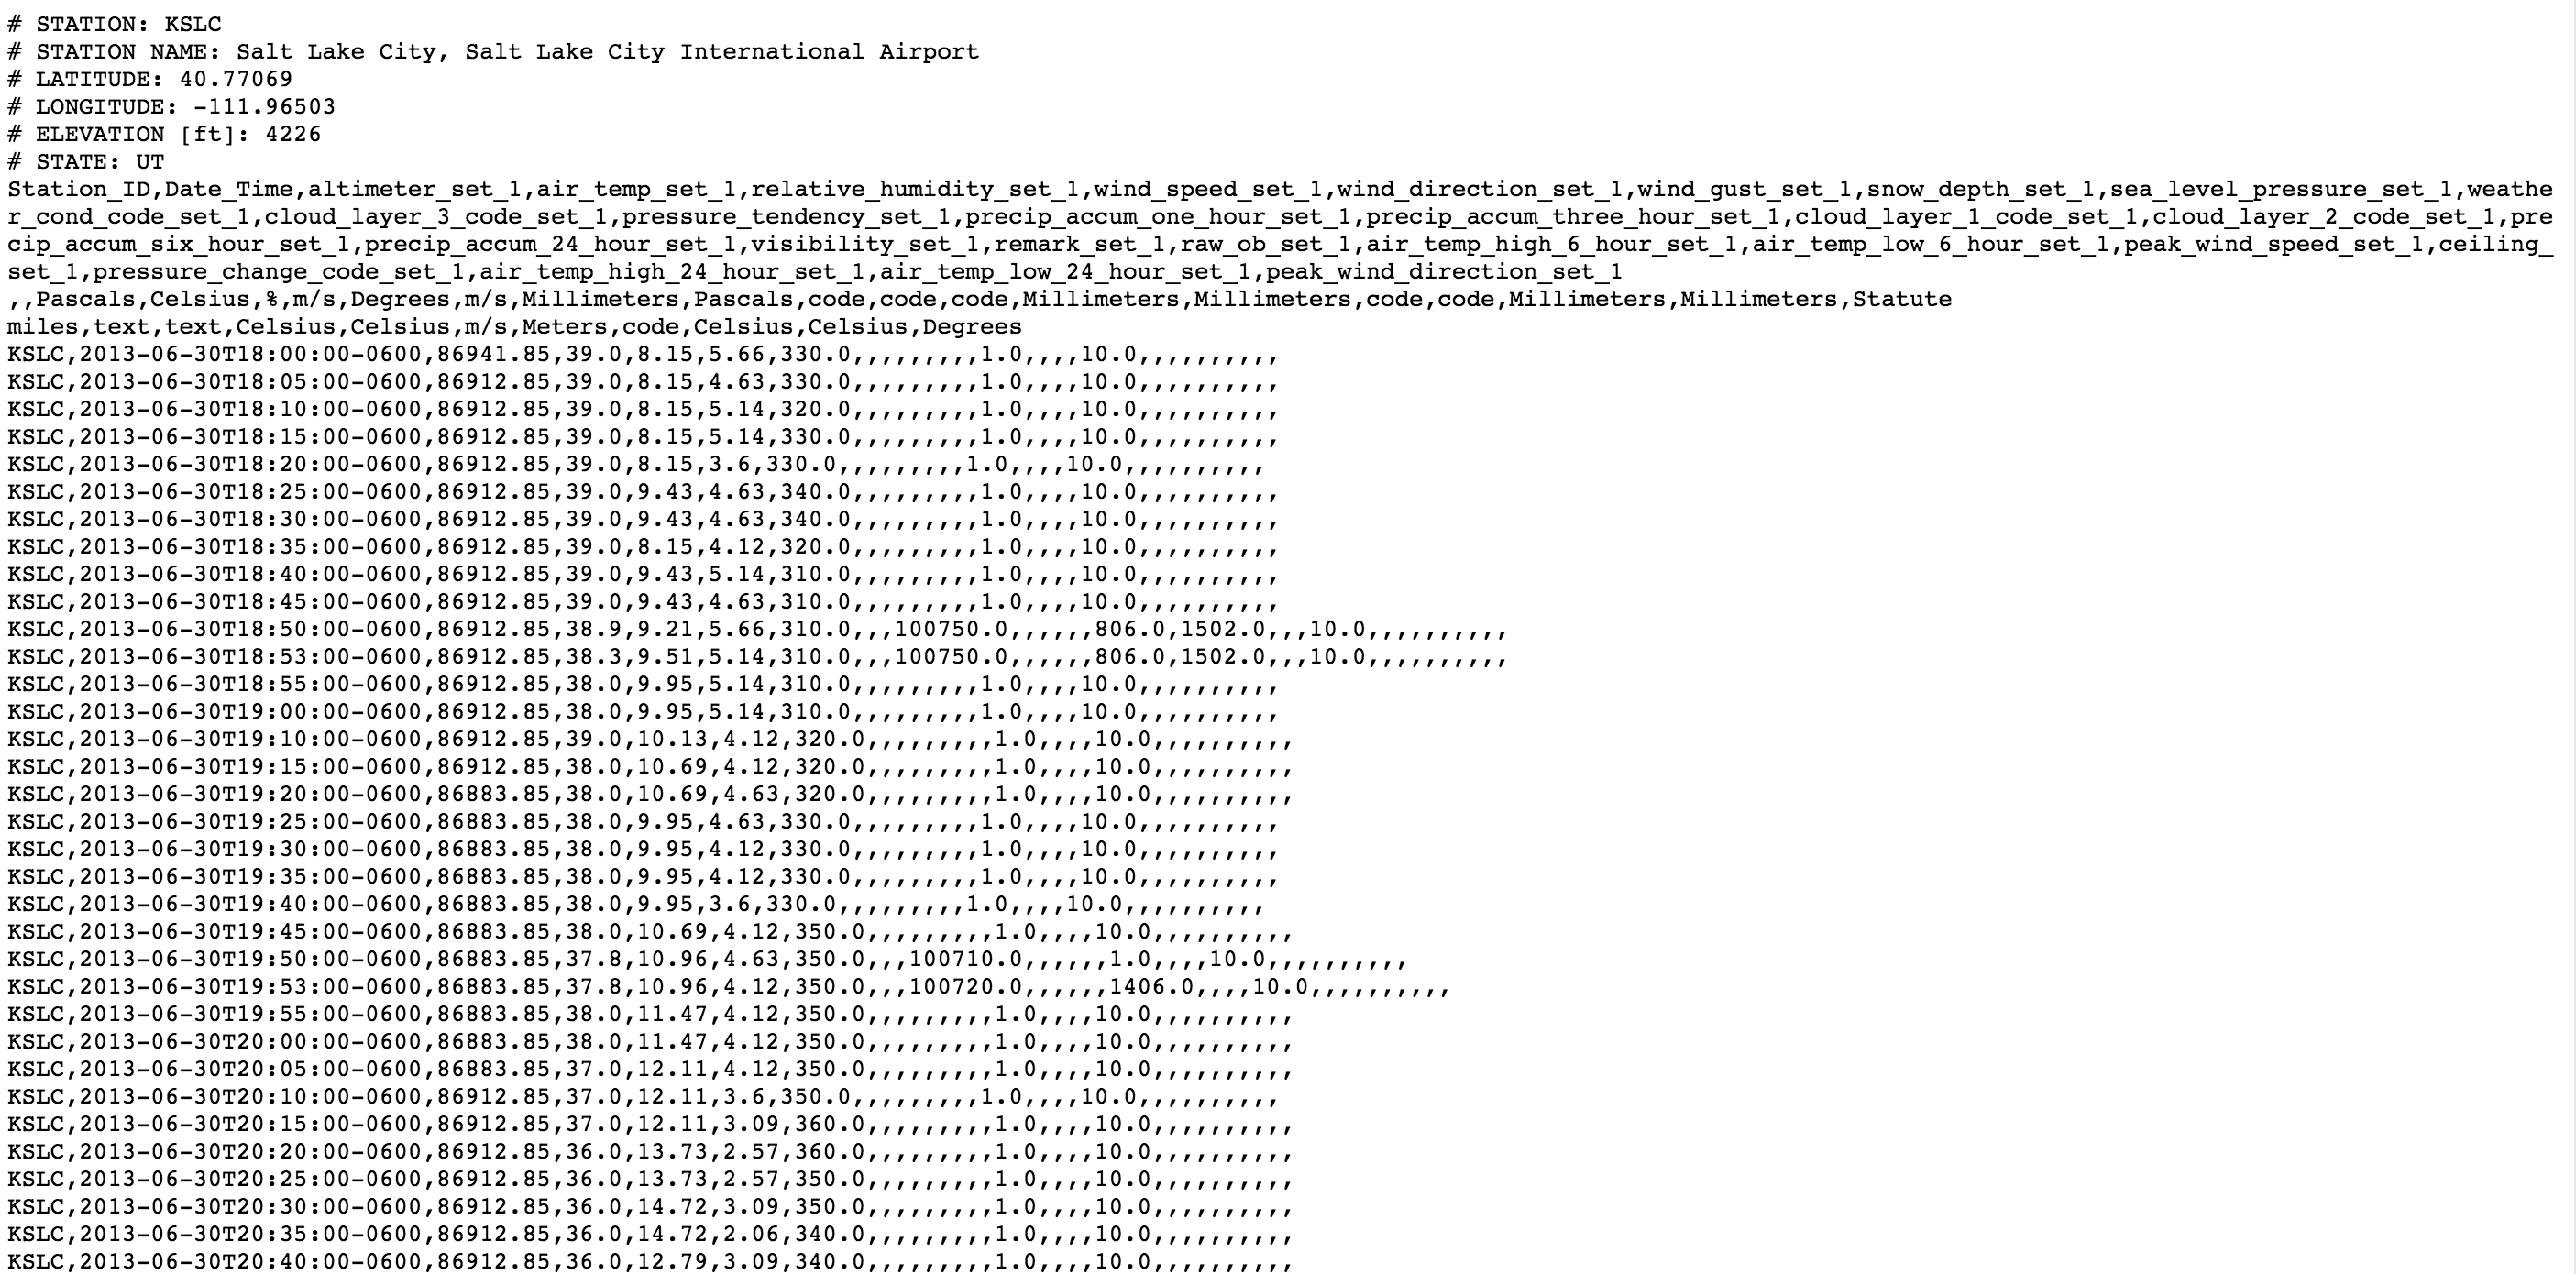 # STATION: KSLC
# STATION NAME: Salt Lake City, Salt Lake City International Airport
# LATITUDE: 40.77069
# LONGITUDE: -111.96503
# ELEVATION [ft]: 4226
# STATE: UT
Station_ID,Date_Time,altimeter_set_1,air_temp_set_1,relative_humidity_set_1,wind_speed_set_1,wind_direction_set_1,wind_gust_set_1,snow_depth_set_1,sea_level_pressure_set_1,weathe
r_cond_code_set_1,cloud_layer_3_code_set_1,pressure_tendency_set_1,precip_accum_one_hour_set_1,precip_accum_three_hour_set_1,cloud_layer_1_code_set_1,cloud_layer_2_code_set_1,pre
cip_accum_six_hour_set_1,precip_accum_24_hour_set_1,visibility_set_1,remark_set_1,raw_ob_set_1,air_temp_high_6_hour_set_1,air_temp_low_6_hour_set_1,peak_wind_speed_set_1,ceiling_
set_1,pressure_change_code_set_1,air_temp_high_24_hour_set_1,air_temp_low_24_hour_set_1,peak_wind_direction_set_1
,,Pascals,Celsius,%,m/s,Degrees,m/s,Millimeters,Pascals,code,code,code,Millimeters,Millimeters,code,code,Millimeters,Millimeters,Statute
miles,text,text,Celsius,Celsius,m/s,Meters,code,Celsius,Celsius,Degrees
KSLC,2013-06-30T18:00:00-0600,86941.85,39.0,8.15,5.66,330.0,,,,,,,,,1.0,,,,10.0,,,,,,,,,,
KSLC,2013-06-30T18:05:00-0600,86912.85,39.0,8.15,4.63,330.0,,,,,,,,,1.0,,,,10.0,,,,,,,,,,
KSLC,2013-06-30T18:10:00-0600,86912.85,39.0,8.15,5.14,320.0,,,,,,,,,1.0,,,,10.0,,,,,,,,,,
KSLC,2013-06-30T18:15:00-0600,86912.85,39.0,8.15,5.14,330.0,,,,,,,,,1.0,,,,10.0,,,,,,,,,,
KSLC,2013-06-30T18:20:00-0600,86912.85,39.0,8.15,3.6,330.0,,,,,,,,,1.0,,,,10.0,,,,,,,,,,
KSLC,2013-06-30T18:25:00-0600,86912.85,39.0,9.43,4.63,340.0,,,,,,,,,1.0,,,,10.0,,,,,,,,,,
KSLC,2013-06-30T18:30:00-0600,86912.85,39.0,9.43,4.63,340.0,,,,,,,,,1.0,,,,10.0,,,,,,,,,,
KSLC,2013-06-30T18:35:00-0600,86912.85,39.0,8.15,4.12,320.0,,,,,,,,,1.0,,,,10.0,,,,,,,,,,
KSLC,2013-06-30T18:40:00-0600,86912.85,39.0,9.43,5.14,310.0,,,,,,,,,1.0,,,,10.0,,,,,,,,,,
KSLC,2013-06-30T18:45:00-0600,86912.85,39.0,9.43,4.63,310.0,,,,,,,,,1.0,,,,10.0,,,,,,,,,,
KSLC,2013-06-30T18:50:00-0600,86912.85,38.9,9.21,5.66,310.0,,,100750.0,,,,,,806.0,1502.0,,,10.0,,,,,,,,,,
KSLC,2013-06-30T18:53:00-0600,86912.85,38.3,9.51,5.14,310.0,,,100750.0,,,,,,806.0,1502.0,,,10.0,,,,,,,,,,
KSLC,2013-06-30T18:55:00-0600,86912.85,38.0,9.95,5.14,310.0,,,,,,,,,1.0,,,,10.0,,,,,,,,,,
KSLC,2013-06-30T19:00:00-0600,86912.85,38.0,9.95,5.14,310.0,,,,,,,,,1.0,,,,10.0,,,,,,,,,,
KSLC,2013-06-30T19:10:00-0600,86912.85,39.0,10.13,4.12,320.0,,,,,,,,,1.0,,,,10.0,,,,,,,,,,
KSLC,2013-06-30T19:15:00-0600,86912.85,38.0,10.69,4.12,320.0,,,,,,,,,1.0,,,,10.0,,,,,,,,,,
KSLC,2013-06-30T19:20:00-0600,86883.85,38.0,10.69,4.63,320.0,,,,,,,,,1.0,,,,10.0,,,,,,,,,,
KSLC,2013-06-30T19:25:00-0600,86883.85,38.0,9.95,4.63,330.0,,,,,,,,,1.0,,,,10.0,,,,,,,,,,
KSLC,2013-06-30T19:30:00-0600,86883.85,38.0,9.95,4.12,330.0,,,,,,,,,1.0,,,,10.0,,,,,,,,,,
KSLC,2013-06-30T19:35:00-0600,86883.85,38.0,9.95,4.12,330.0,,,,,,,,,1.0,,,,10.0,,,,,,,,,,
KSLC,2013-06-30T19:40:00-0600,86883.85,38.0,9.95,3.6,330.0,,,,,,,,,1.0,,,,10.0,,,,,,,,,,
KSLC,2013-06-30T19:45:00-0600,86883.85,38.0,10.69,4.12,350.0,,,,,,,,,1.0,,,,10.0,,,,,,,,,,
KSLC,2013-06-30T19:50:00-0600,86883.85,37.8,10.96,4.63,350.0,,,100710.0,,,,,,1.0,,,,10.0,,,,,,,,,,
KSLC,2013-06-30T19:53:00-0600,86883.85,37.8,10.96,4.12,350.0,,,100720.0,,,,,,1406.0,,,,10.0,,,,,,,,,,
KSLC,2013-06-30T19:55:00-0600,86883.85,38.0,11.47,4.12,350.0,,,,,,,,,1.0,,,,10.0,,,,,,,,,,
KSLC,2013-06-30T20:00:00-0600,86883.85,38.0,11.47,4.12,350.0,,,,,,,,,1.0,,,,10.0,,,,,,,,,,
KSLC,2013-06-30T20:05:00-0600,86883.85,37.0,12.11,4.12,350.0,,,,,,,,,1.0,,,,10.0,,,,,,,,,,
KSLC,2013-06-30T20:10:00-0600,86912.85,37.0,12.11,3.6,350.0,,,,,,,,,1.0,,,,10.0,,,,,,,,,,
KSLC,2013-06-30T20:15:00-0600,86912.85,37.0,12.11,3.09,360.0,,,,,,,,,1.0,,,,10.0,,,,,,,,,,
KSLC,2013-06-30T20:20:00-0600,86912.85,36.0,13.73,2.57,360.0,,,,,,,,,1.0,,,,10.0,,,,,,,,,,
KSLC,2013-06-30T20:25:00-0600,86912.85,36.0,13.73,2.57,350.0,,,,,,,,,1.0,,,,10.0,,,,,,,,,,
KSLC,2013-06-30T20:30:00-0600,86912.85,36.0,14.72,3.09,350.0,,,,,,,,,1.0,,,,10.0,,,,,,,,,,
KSLC,2013-06-30T20:35:00-0600,86912.85,36.0,14.72,2.06,340.0,,,,,,,,,1.0,,,,10.0,,,,,,,,,,
KSLC,2013-06-30T20:40:00-0600,86912.85,36.0,12.79,3.09,340.0,,,,,,,,,1.0,,,,10.0,,,,,,,,,,